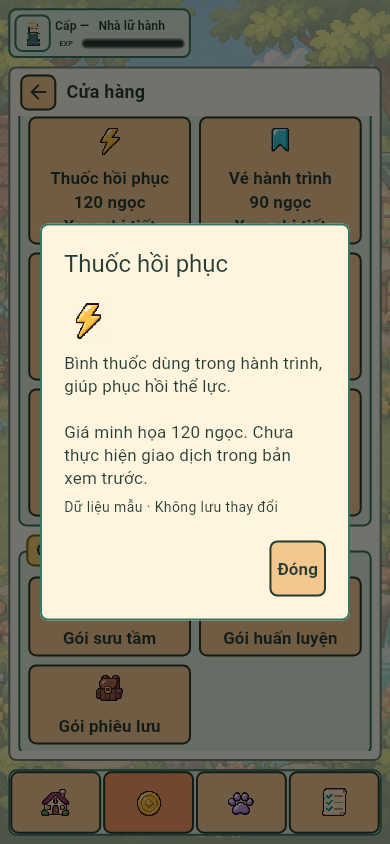 Cấp — Nhà lữ hành
EXP
Cửa hàng
Thuốc hồi phục
120 ngọc
Vé hành trình
90 ngọc
Thuốc hồi phục
Bình thuốc dùng trong hành trình,
giúp phục hồi thể lực.
Giá minh họa 120 ngọc. Chưa
thực hiện giao dịch trong bản
xem trước.
Dữ liệu mẫu · Không lưu thay đổi
Đóng
Gói sưu tầm
Gói huấn luyện
Gói phiêu lưu